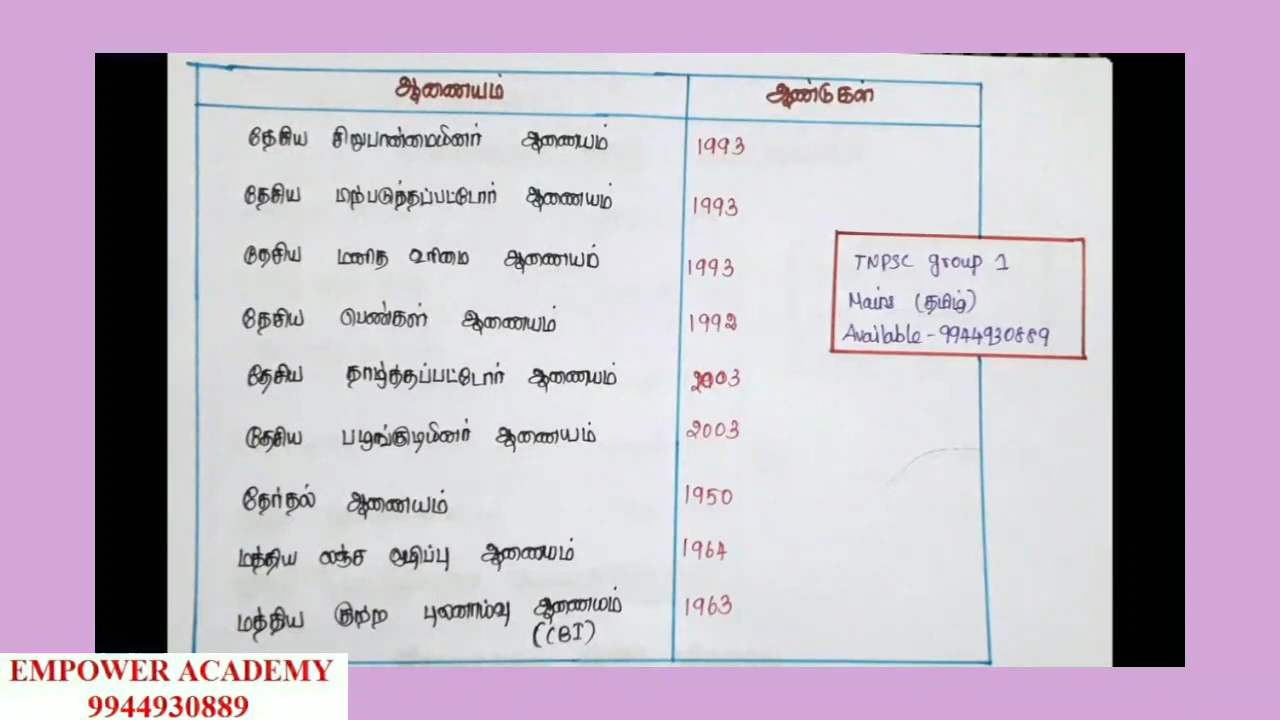 ஆணையம் ஆண்டுகள்
தேசிய சிறுபான்மையினர் ஆணையம் 1993
தேசிய பிற்படுத்தப்பட்டோர் ஆணையம் 1993
தேசிய மனித உரிமை ஆணையம் 1993
தேசிய பெண்கள் ஆணையம் 1992
தேசிய தாழ்த்தப்பட்டோர் ஆணையம் 2003
தேசிய பழங்குடியினர் ஆணையம் 2003
தேர்தல் ஆணையம் 1950
மத்திய லஞ்ச ஒழிப்பு ஆணையம் 1964
மத்திய குற்ற புலனாய்வு ஆணையம் 1963
(CBI)
TNPSC group 1
Mains (தமிழ்)
Available - 9944930889
EMPOWER ACADEMY
9944930889